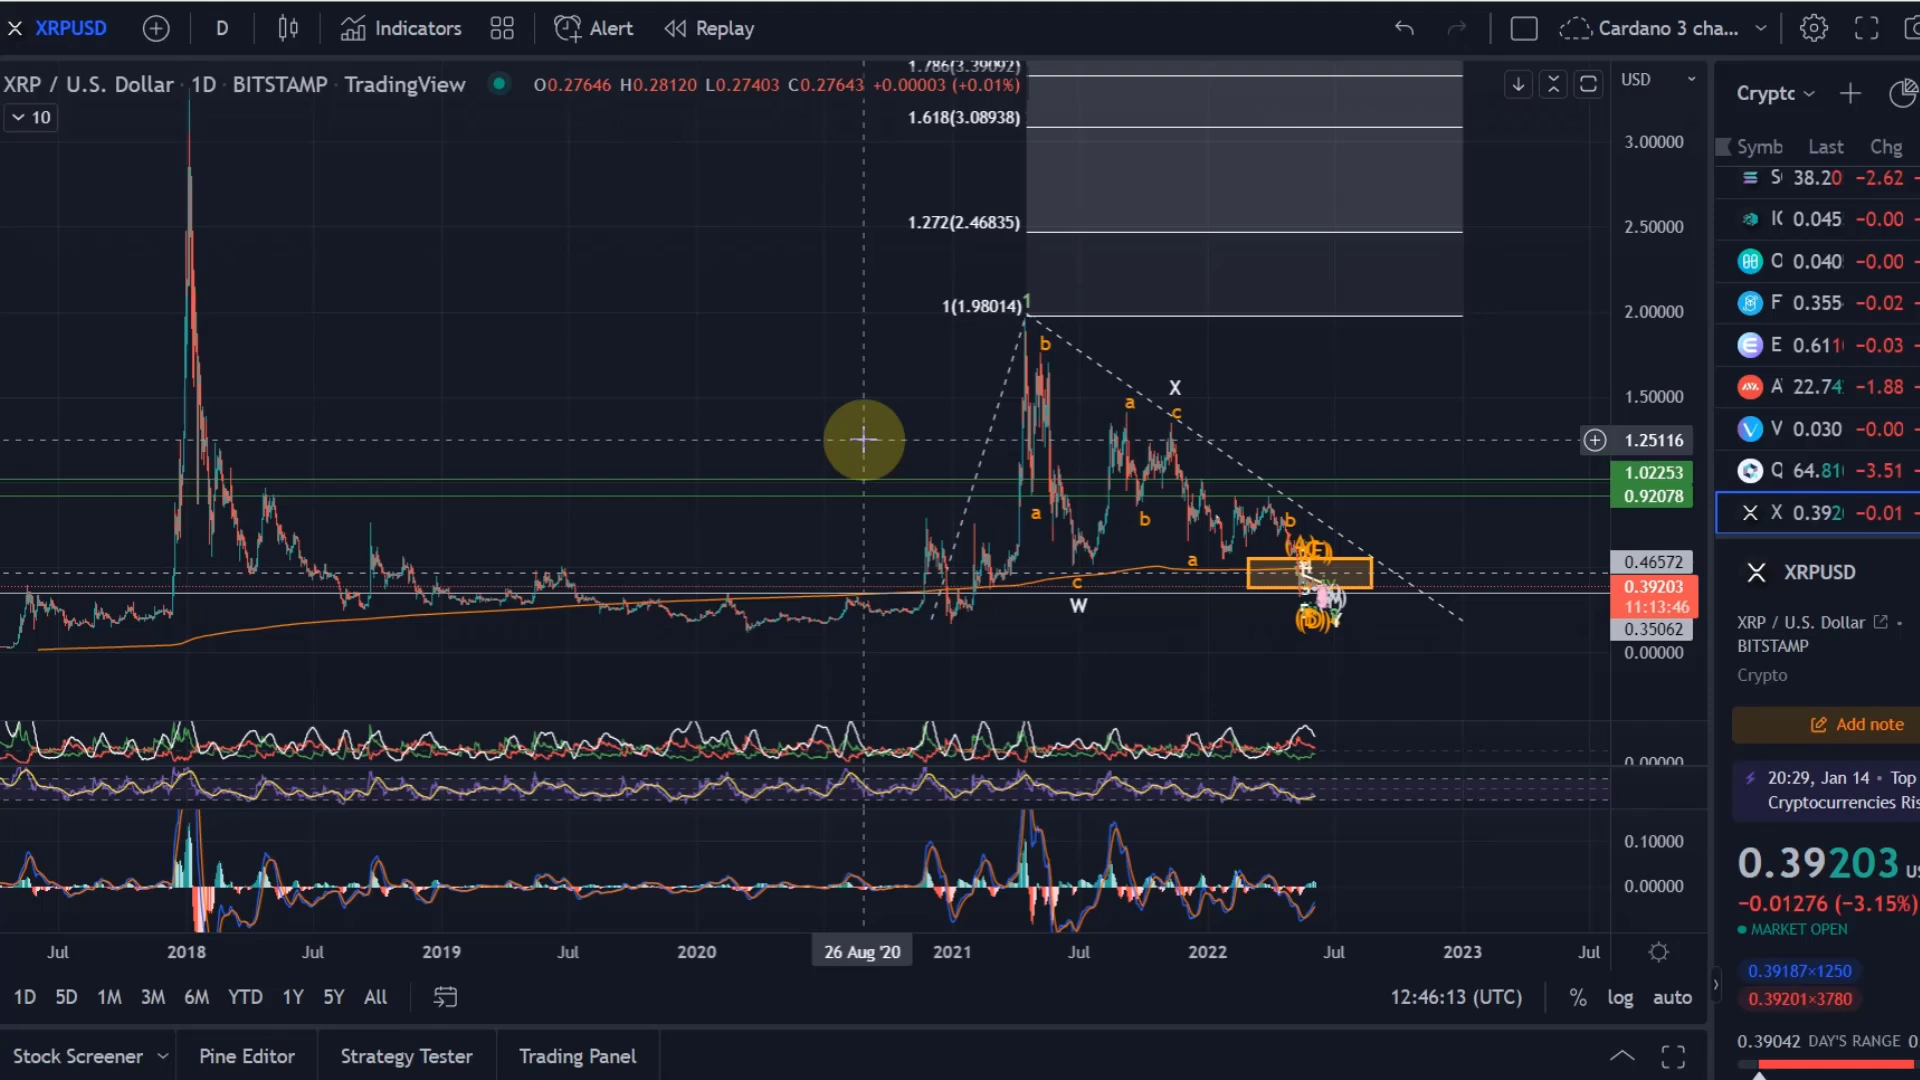 XRPUSD
D
Indicators
Alert
Replay
Cardano 3 cha...
XRP / U.S. Dollar · 1D · BITSTAMP · TradingView
O0.27646 H0.28120 L0.27403 C0.27643 +0.00003 (+0.01%)
10
1.786(3.39092)
1.618(3.08938)
1.272(2.46835)
1(1.98014)
1
b
X
a
c
a
b
b
a
c
W
USD
3.00000
2.50000
2.00000
1.50000
1.25116
1.02253
0.92078
0.46572
0.39203
11:13:46
0.35062
0.00000
0.10000
0.00000
Jul
2018
Jul
2019
Jul
2020
26 Aug '20
2021
Jul
2022
Jul
2023
Jul
1D 5D 1M 3M 6M YTD 1Y 5Y All
12:46:13 (UTC)
% log auto
Stock Screener
Pine Editor
Strategy Tester
Trading Panel
Cryptc
Symb Last Chg
38.20 −2.62
0.045 −0.00
0.040 −0.00
F 0.355 −0.02
E 0.611 −0.03
22.74 −1.88
V 0.030 −0.00
Q 64.81 −3.51
X 0.392 −0.01
XRPUSD
XRP / U.S. Dollar
BITSTAMP
Crypto
Add note
20:29, Jan 14 • Top
Cryptocurrencies Ris
0.39203
−0.01276 (−3.15%)
MARKET OPEN
0.39187×1250
0.39201×3780
0.39042 DAY'S RANGE